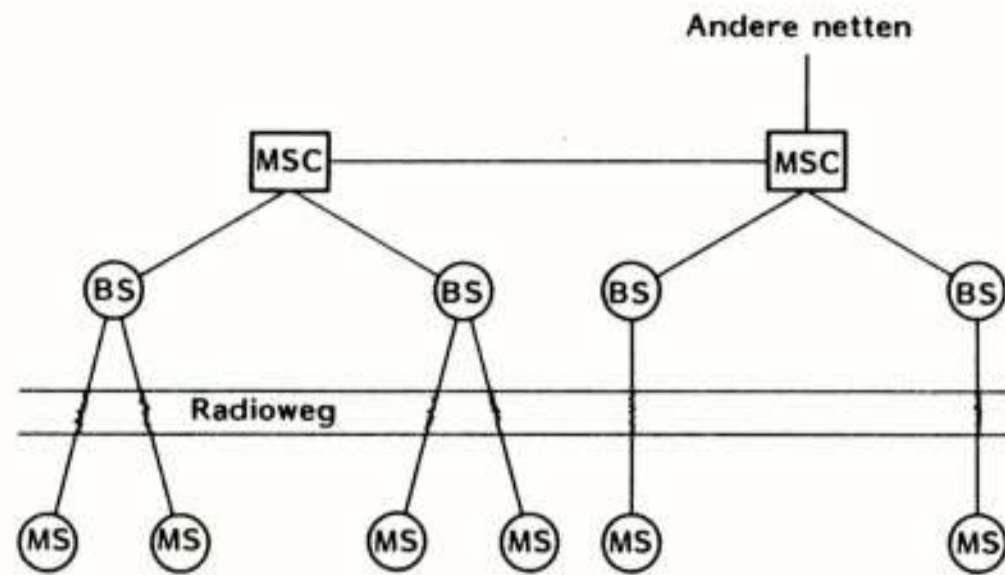 Andere netten
MSC MSC
BS BS BS BS
Radioweg
MS MS MS MS MS MS